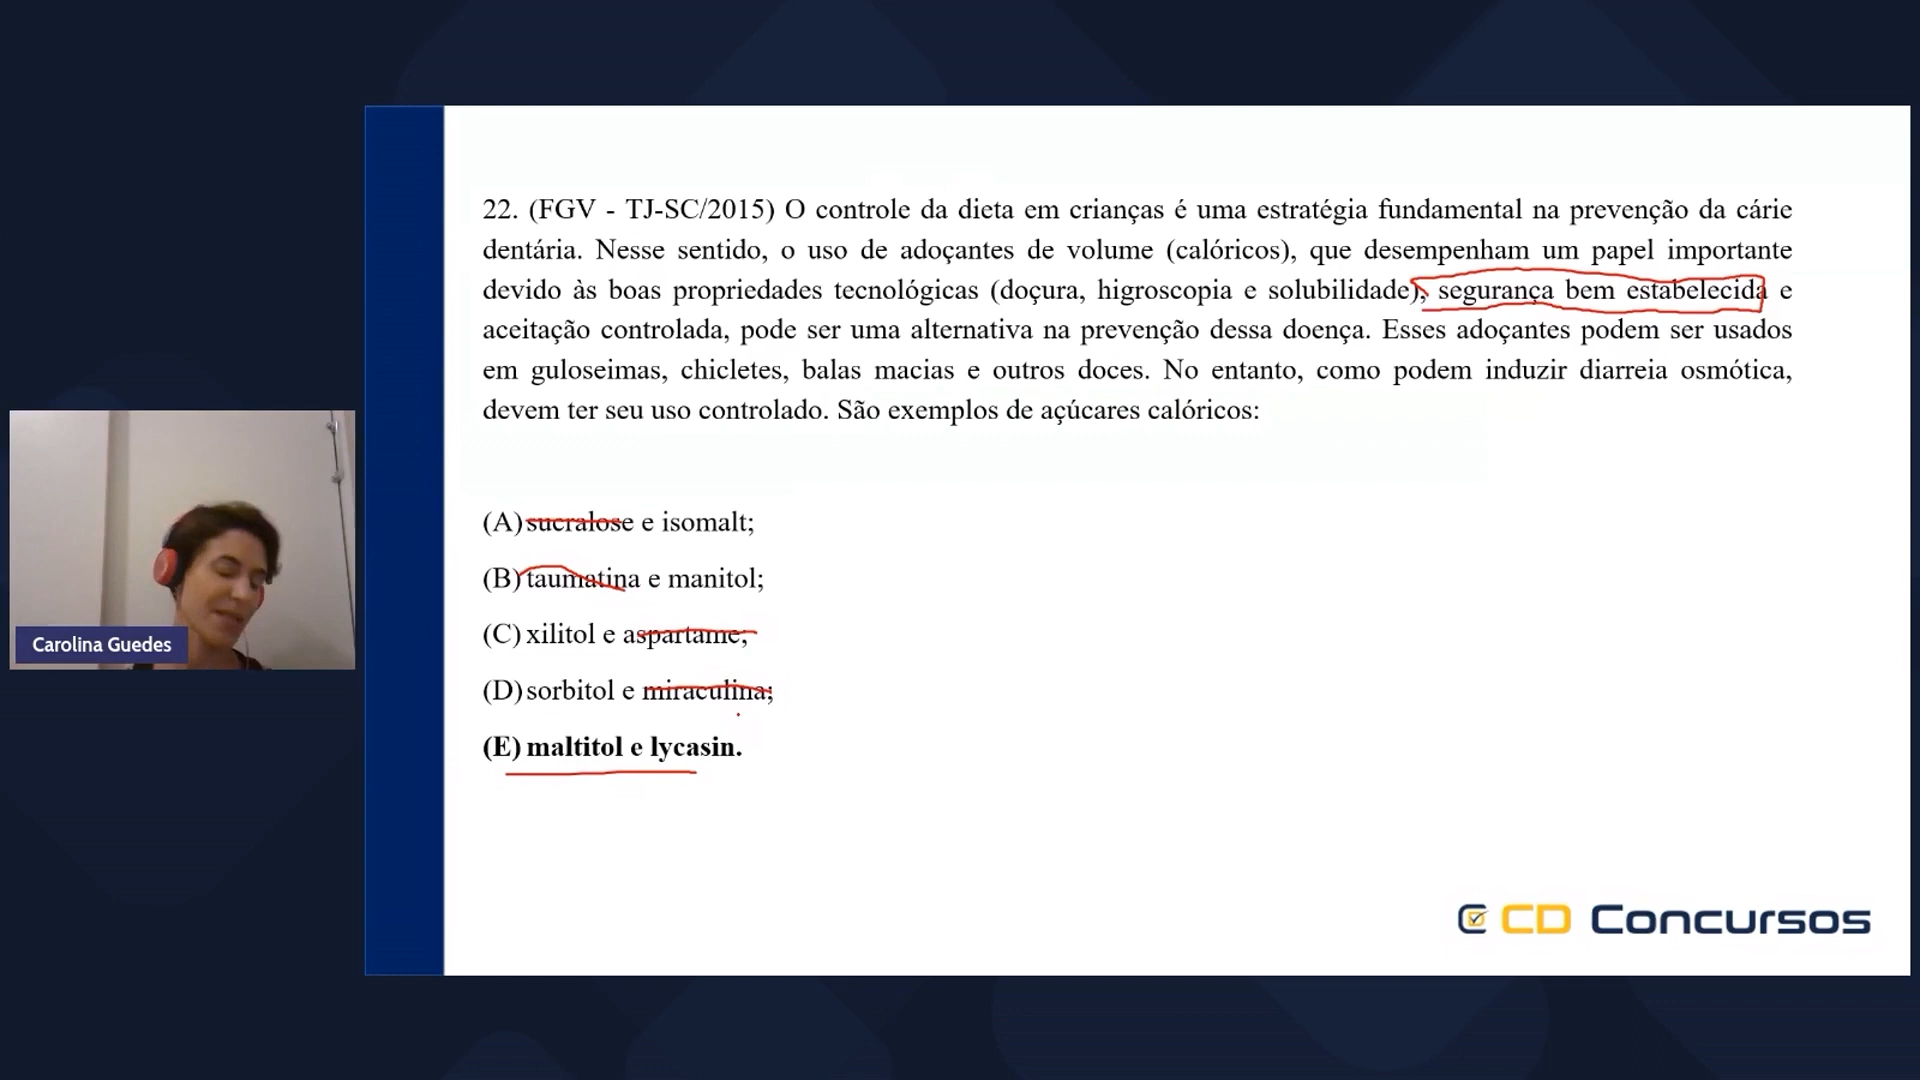 22. (FGV - TJ-SC/2015) O controle da dieta em crianças é uma estratégia fundamental na prevenção da cárie
dentária. Nesse sentido, o uso de adoçantes de volume (calóricos), que desempenham um papel importante
devido às boas propriedades tecnológicas (doçura, higroscopia e solubilidade), segurança bem estabelecida e
aceitação controlada, pode ser uma alternativa na prevenção dessa doença. Esses adoçantes podem ser usados
em guloseimas, chicletes, balas macias e outros doces. No entanto, como podem induzir diarreia osmótica,
devem ter seu uso controlado. São exemplos de açúcares calóricos:
(A) sucralose e isomalt;
(B) taumatina e manitol;
(C) xilitol e aspartame;
(D) sorbitol e miraculina;
(E) maltitol e lycasin.
Carolina Guedes
CD Concursos